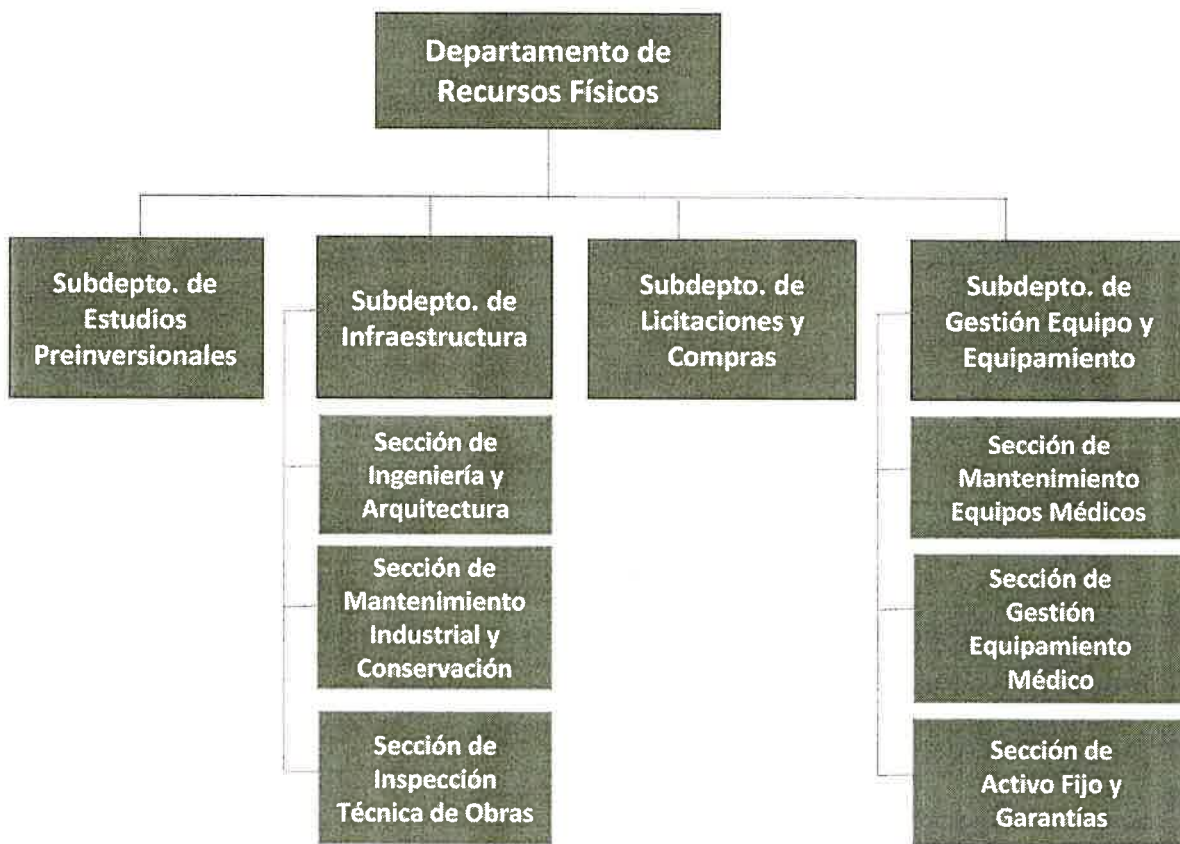 Departamento de
Recursos Físicos
Subdepto. de
Estudios
Preinversionales
Subdepto. de
Infraestructura
Sección de
Ingeniería y
Arquitectura
Sección de
Mantenimiento
Industrial y
Conservación
Sección de
Inspección
Técnica de Obras
Subdepto. de
Licitaciones y
Compras
Subdepto. de
Gestión Equipo y
Equipamiento
Sección de
Mantenimiento
Equipos Médicos
Sección de
Gestión
Equipamiento
Médico
Sección de
Activo Fijo y
Garantías